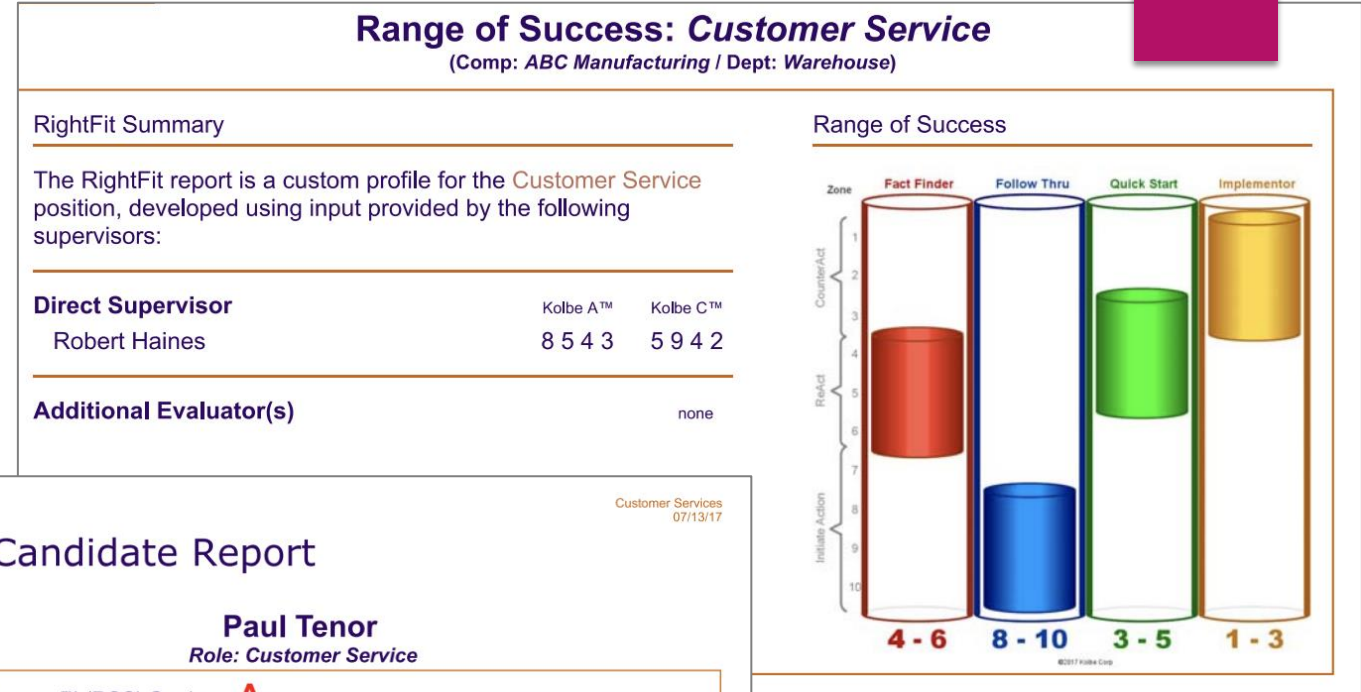 Range of Success: Customer Service
(Comp: ABC Manufacturing / Dept: Warehouse)
RightFit Summary
The RightFit report is a custom profile for the Customer Service
position, developed using input provided by the following
supervisors:
Direct Supervisor Kolbe A™ Kolbe C™
Robert Haines 8 5 4 3 5 9 4 2
Additional Evaluator(s) none
Range of Success
Zone Fact Finder Follow Thru Quick Start Implementor
CounterAct
1
2
3
ReAct
4
5
6
Initiate Action
7
8
9
10
4 - 6 8 - 10 3 - 5 1 - 3
©2017 Kolbe Corp
Customer Services
07/13/17
Candidate Report
Paul Tenor
Role: Customer Service
A